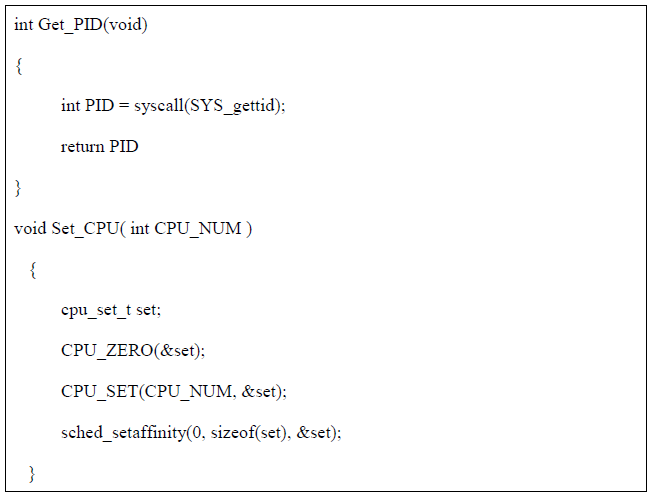 int Get_PID(void)
{
int PID = syscall(SYS_gettid);
return PID
}
void Set_CPU( int CPU_NUM )
{
cpu_set_t set;
CPU_ZERO(&set);
CPU_SET(CPU_NUM, &set);
sched_setaffinity(0, sizeof(set), &set);
}